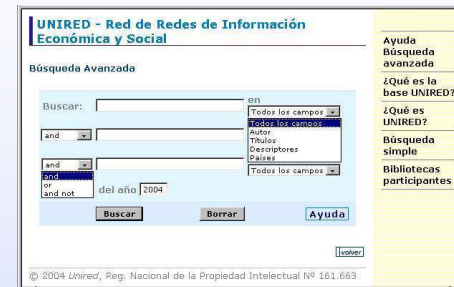 UNIRED - Red de Redes de Información
Económica y Social
Búsqueda Avanzada
Buscar:
en
Todos los campos
Todos los campos
Autor
Títulos
Descriptores
Países
and
and
and
or
and not
Todos los campos
del año 2004
Buscar
Borrar
Ayuda
volver
© 2004 Unired, Reg. Nacional de la Propiedad Intelectual Nº 161.663
Ayuda
Búsqueda
avanzada
¿Qué es la
base UNIRED?
¿Qué es
UNIRED?
Búsqueda
simple
Bibliotecas
participantes